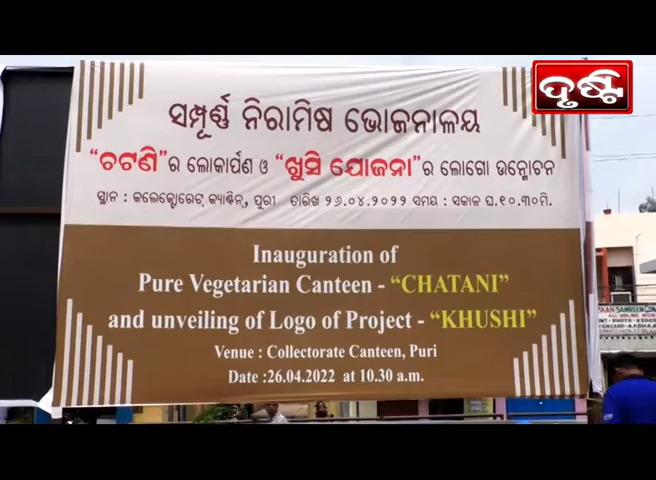 ଦୃଷ୍ଟି
ସମ୍ପୂର୍ଣ୍ଣ ନିରାମିଷ ଭୋଜନାଳୟ
“ଚଟଣି”ର ଲୋକାର୍ପଣ ଓ “ଖୁସି ଯୋଜନା”ର ଲୋଗୋ ଉନ୍ମୋଚନ
ସ୍ଥାନ : କଲେକ୍ଟୋରେଟ୍ କ୍ୟାଣ୍ଟିନ୍, ପୁରୀ ତାରିଖ ୨୬.୦୪.୨୦୨୨ ସମୟ : ସକାଳ ଘ.୧୦.୩୦ମି.
Inauguration of
Pure Vegetarian Canteen - “CHATANI”
and unveiling of Logo of Project - “KHUSHI”
Venue : Collectorate Canteen, Puri
Date :26.04.2022 at 10.30 a.m.